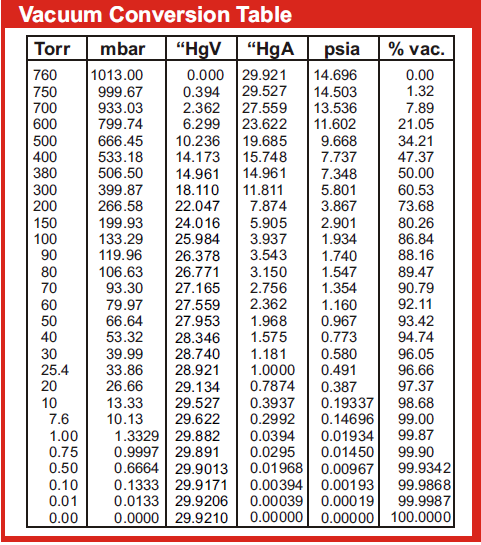 Vacuum Conversion Table
Torr mbar “HgV “HgA psia % vac.
760 1013.00 0.000 29.921 14.696 0.00
750 999.67 0.394 29.527 14.503 1.32
700 933.03 2.362 27.559 13.536 7.89
600 799.74 6.299 23.622 11.602 21.05
500 666.45 10.236 19.685 9.668 34.21
400 533.18 14.173 15.748 7.737 47.37
380 506.50 14.961 14.961 7.348 50.00
300 399.87 18.110 11.811 5.801 60.53
200 266.58 22.047 7.874 3.867 73.68
150 199.93 24.016 5.905 2.901 80.26
100 133.29 25.984 3.937 1.934 86.84
90 119.96 26.378 3.543 1.740 88.16
80 106.63 26.771 3.150 1.547 89.47
70 93.30 27.165 2.756 1.354 90.79
60 79.97 27.559 2.362 1.160 92.11
50 66.64 27.953 1.968 0.967 93.42
40 53.32 28.346 1.575 0.773 94.74
30 39.99 28.740 1.181 0.580 96.05
25.4 33.86 28.921 1.0000 0.491 96.66
20 26.66 29.134 0.7874 0.387 97.37
10 13.33 29.527 0.3937 0.19337 98.68
7.6 10.13 29.622 0.2992 0.14696 99.00
1.00 1.3329 29.882 0.0394 0.01934 99.87
0.75 0.9997 29.891 0.0295 0.01450 99.90
0.50 0.6664 29.9013 0.01968 0.00967 99.9342
0.10 0.1333 29.9171 0.00394 0.00193 99.9868
0.01 0.0133 29.9206 0.00039 0.00019 99.9987
0.00 0.0000 29.9210 0.00000 0.00000 100.0000